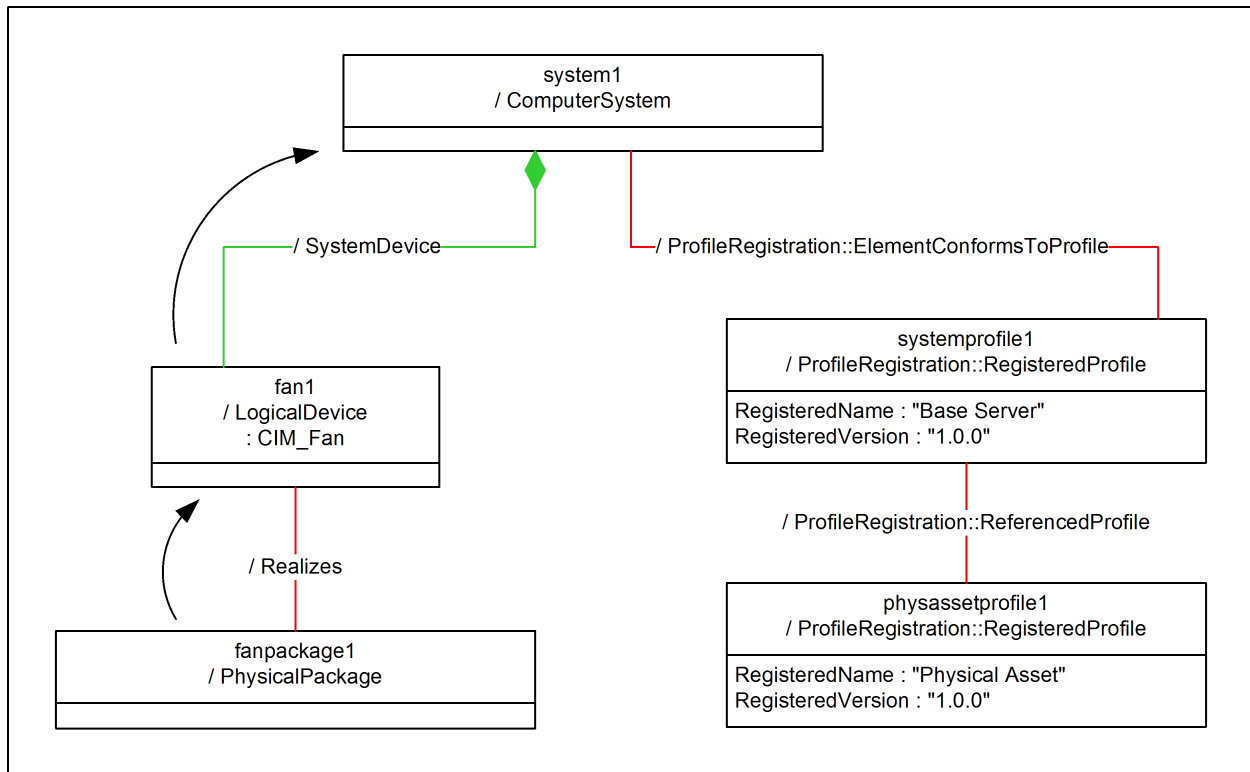 system1
/ ComputerSystem
/ SystemDevice
/ ProfileRegistration::ElementConformsToProfile
systemprofile1
/ ProfileRegistration::RegisteredProfile
RegisteredName : "Base Server"
RegisteredVersion : "1.0.0"
fan1
/ LogicalDevice
: CIM_Fan
/ ProfileRegistration::ReferencedProfile
/ Realizes
physassetprofile1
/ ProfileRegistration::RegisteredProfile
RegisteredName : "Physical Asset"
RegisteredVersion : "1.0.0"
fanpackage1
/ PhysicalPackage